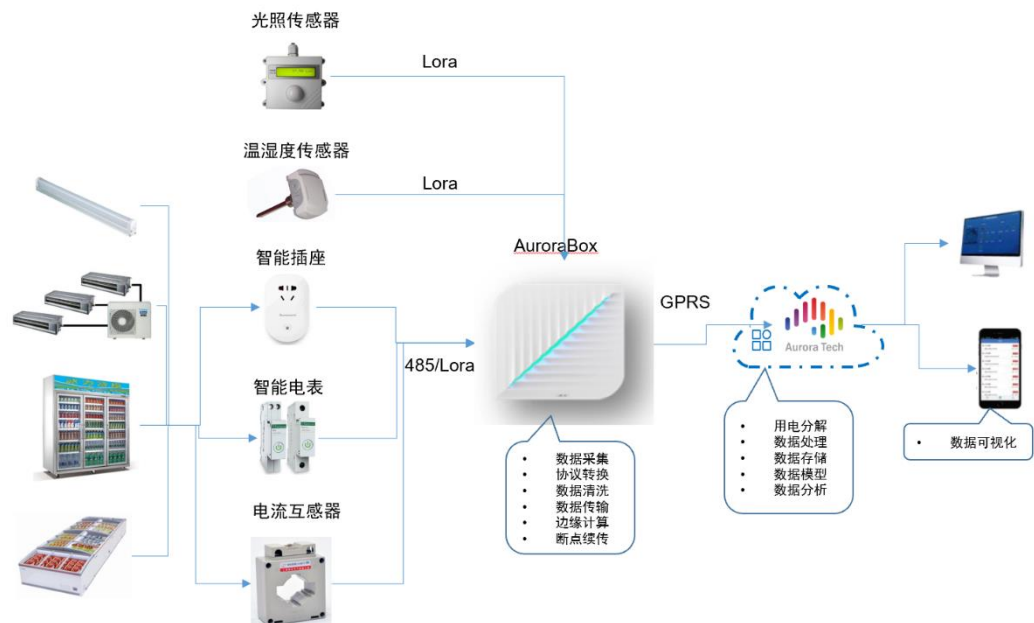 光照传感器
Lora
温湿度传感器
Lora
智能插座
AuroraBox
GPRS
Aurora Tech
485/Lora
智能电表
电流互感器
• 数据采集
• 协议转换
• 数据清洗
• 数据传输
• 边缘计算
• 断点续传
• 用电分解
• 数据处理
• 数据存储
• 数据模型
• 数据分析
• 数据可视化